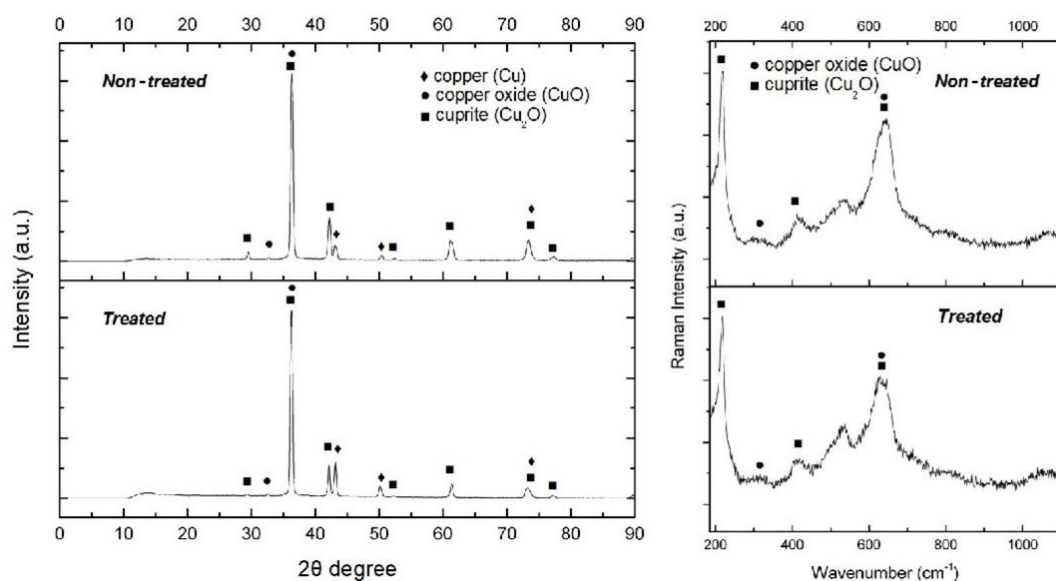 0 10 20 30 40 50 60 70 80 90
Non-treated
♦ copper (Cu)
● copper oxide (CuO)
■ cuprite (Cu₂O)
Treated
Intensity (a.u.)
0 10 20 30 40 50 60 70 80 90
2θ degree
200 400 600 800 1000
● copper oxide (CuO)
■ cuprite (Cu₂O)
Non-treated
Treated
Raman Intensity (a.u.)
200 400 600 800 1000
Wavenumber (cm⁻¹)